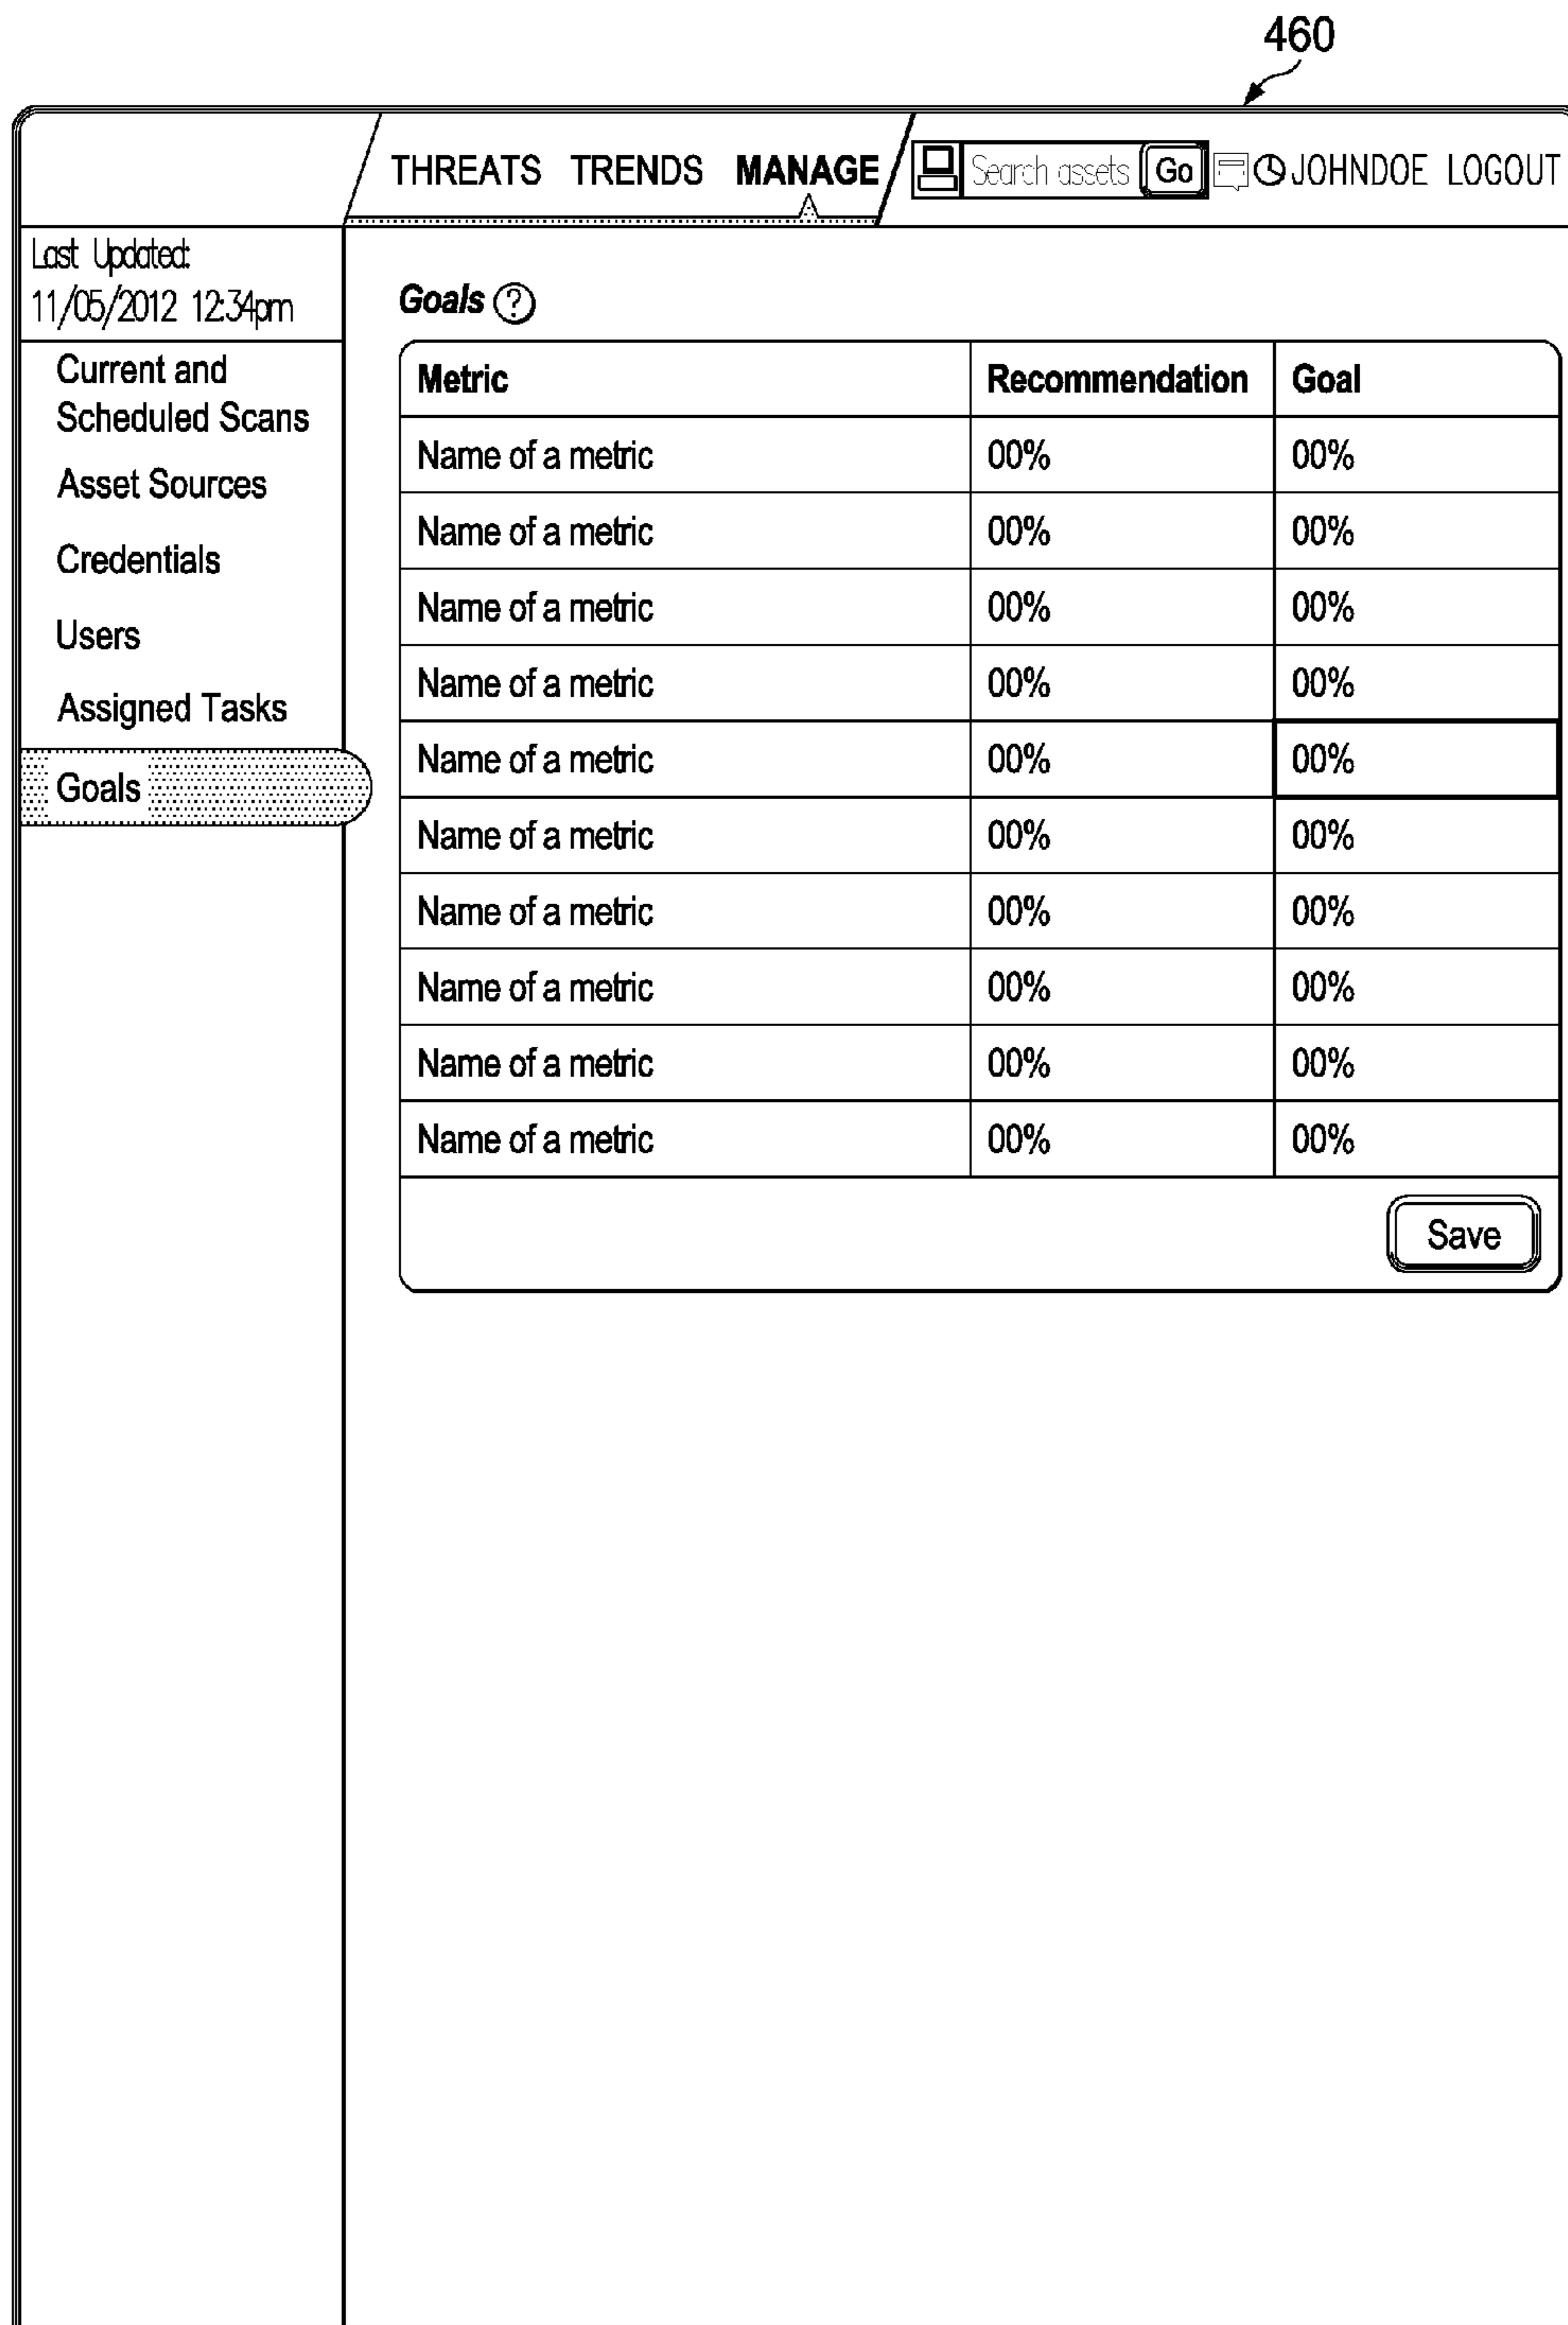 460
THREATS TRENDS MANAGE Search assets Go JOHNDOE LOGOUT
Last Updated:
11/05/2012 12:34pm
Current and
Scheduled Scans
Asset Sources
Credentials
Users
Assigned Tasks
Goals
Goals ?
Metric Recommendation Goal
Name of a metric 00% 00%
Name of a metric 00% 00%
Name of a metric 00% 00%
Name of a metric 00% 00%
Name of a metric 00% 00%
Name of a metric 00% 00%
Name of a metric 00% 00%
Name of a metric 00% 00%
Name of a metric 00% 00%
Name of a metric 00% 00%
Save